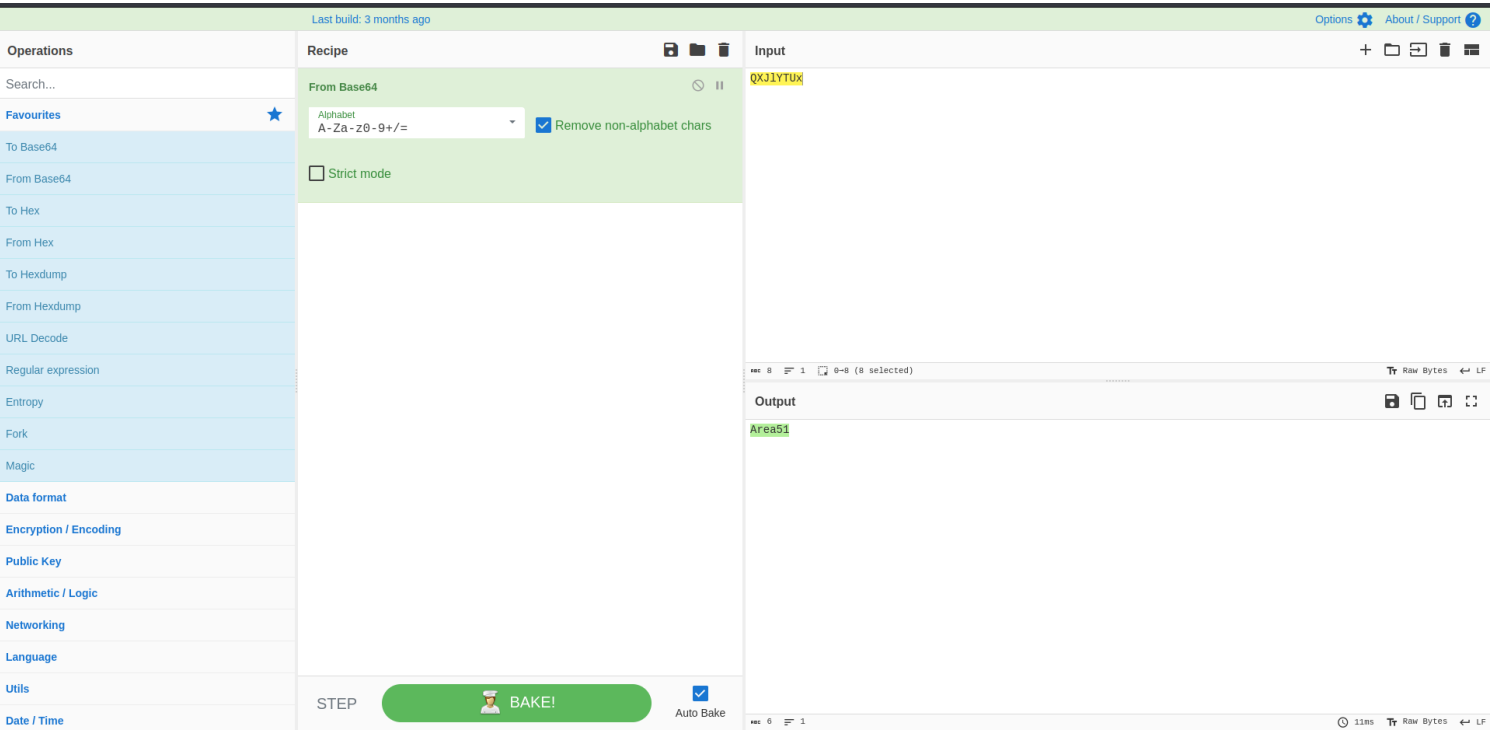 Last build: 3 months ago
Options
About / Support
Operations
Search...
Favourites
To Base64
From Base64
To Hex
From Hex
To Hexdump
From Hexdump
URL Decode
Regular expression
Entropy
Fork
Magic
Data format
Encryption / Encoding
Public Key
Arithmetic / Logic
Networking
Language
Utils
Date / Time
Recipe
From Base64
Alphabet
A-Za-z0-9+/=
Remove non-alphabet chars
Strict mode
STEP
BAKE!
Auto Bake
Input
QXJlYTUx
8 1 0→8 (8 selected)
Raw Bytes LF
Output
Area51
6 1
11ms Raw Bytes LF